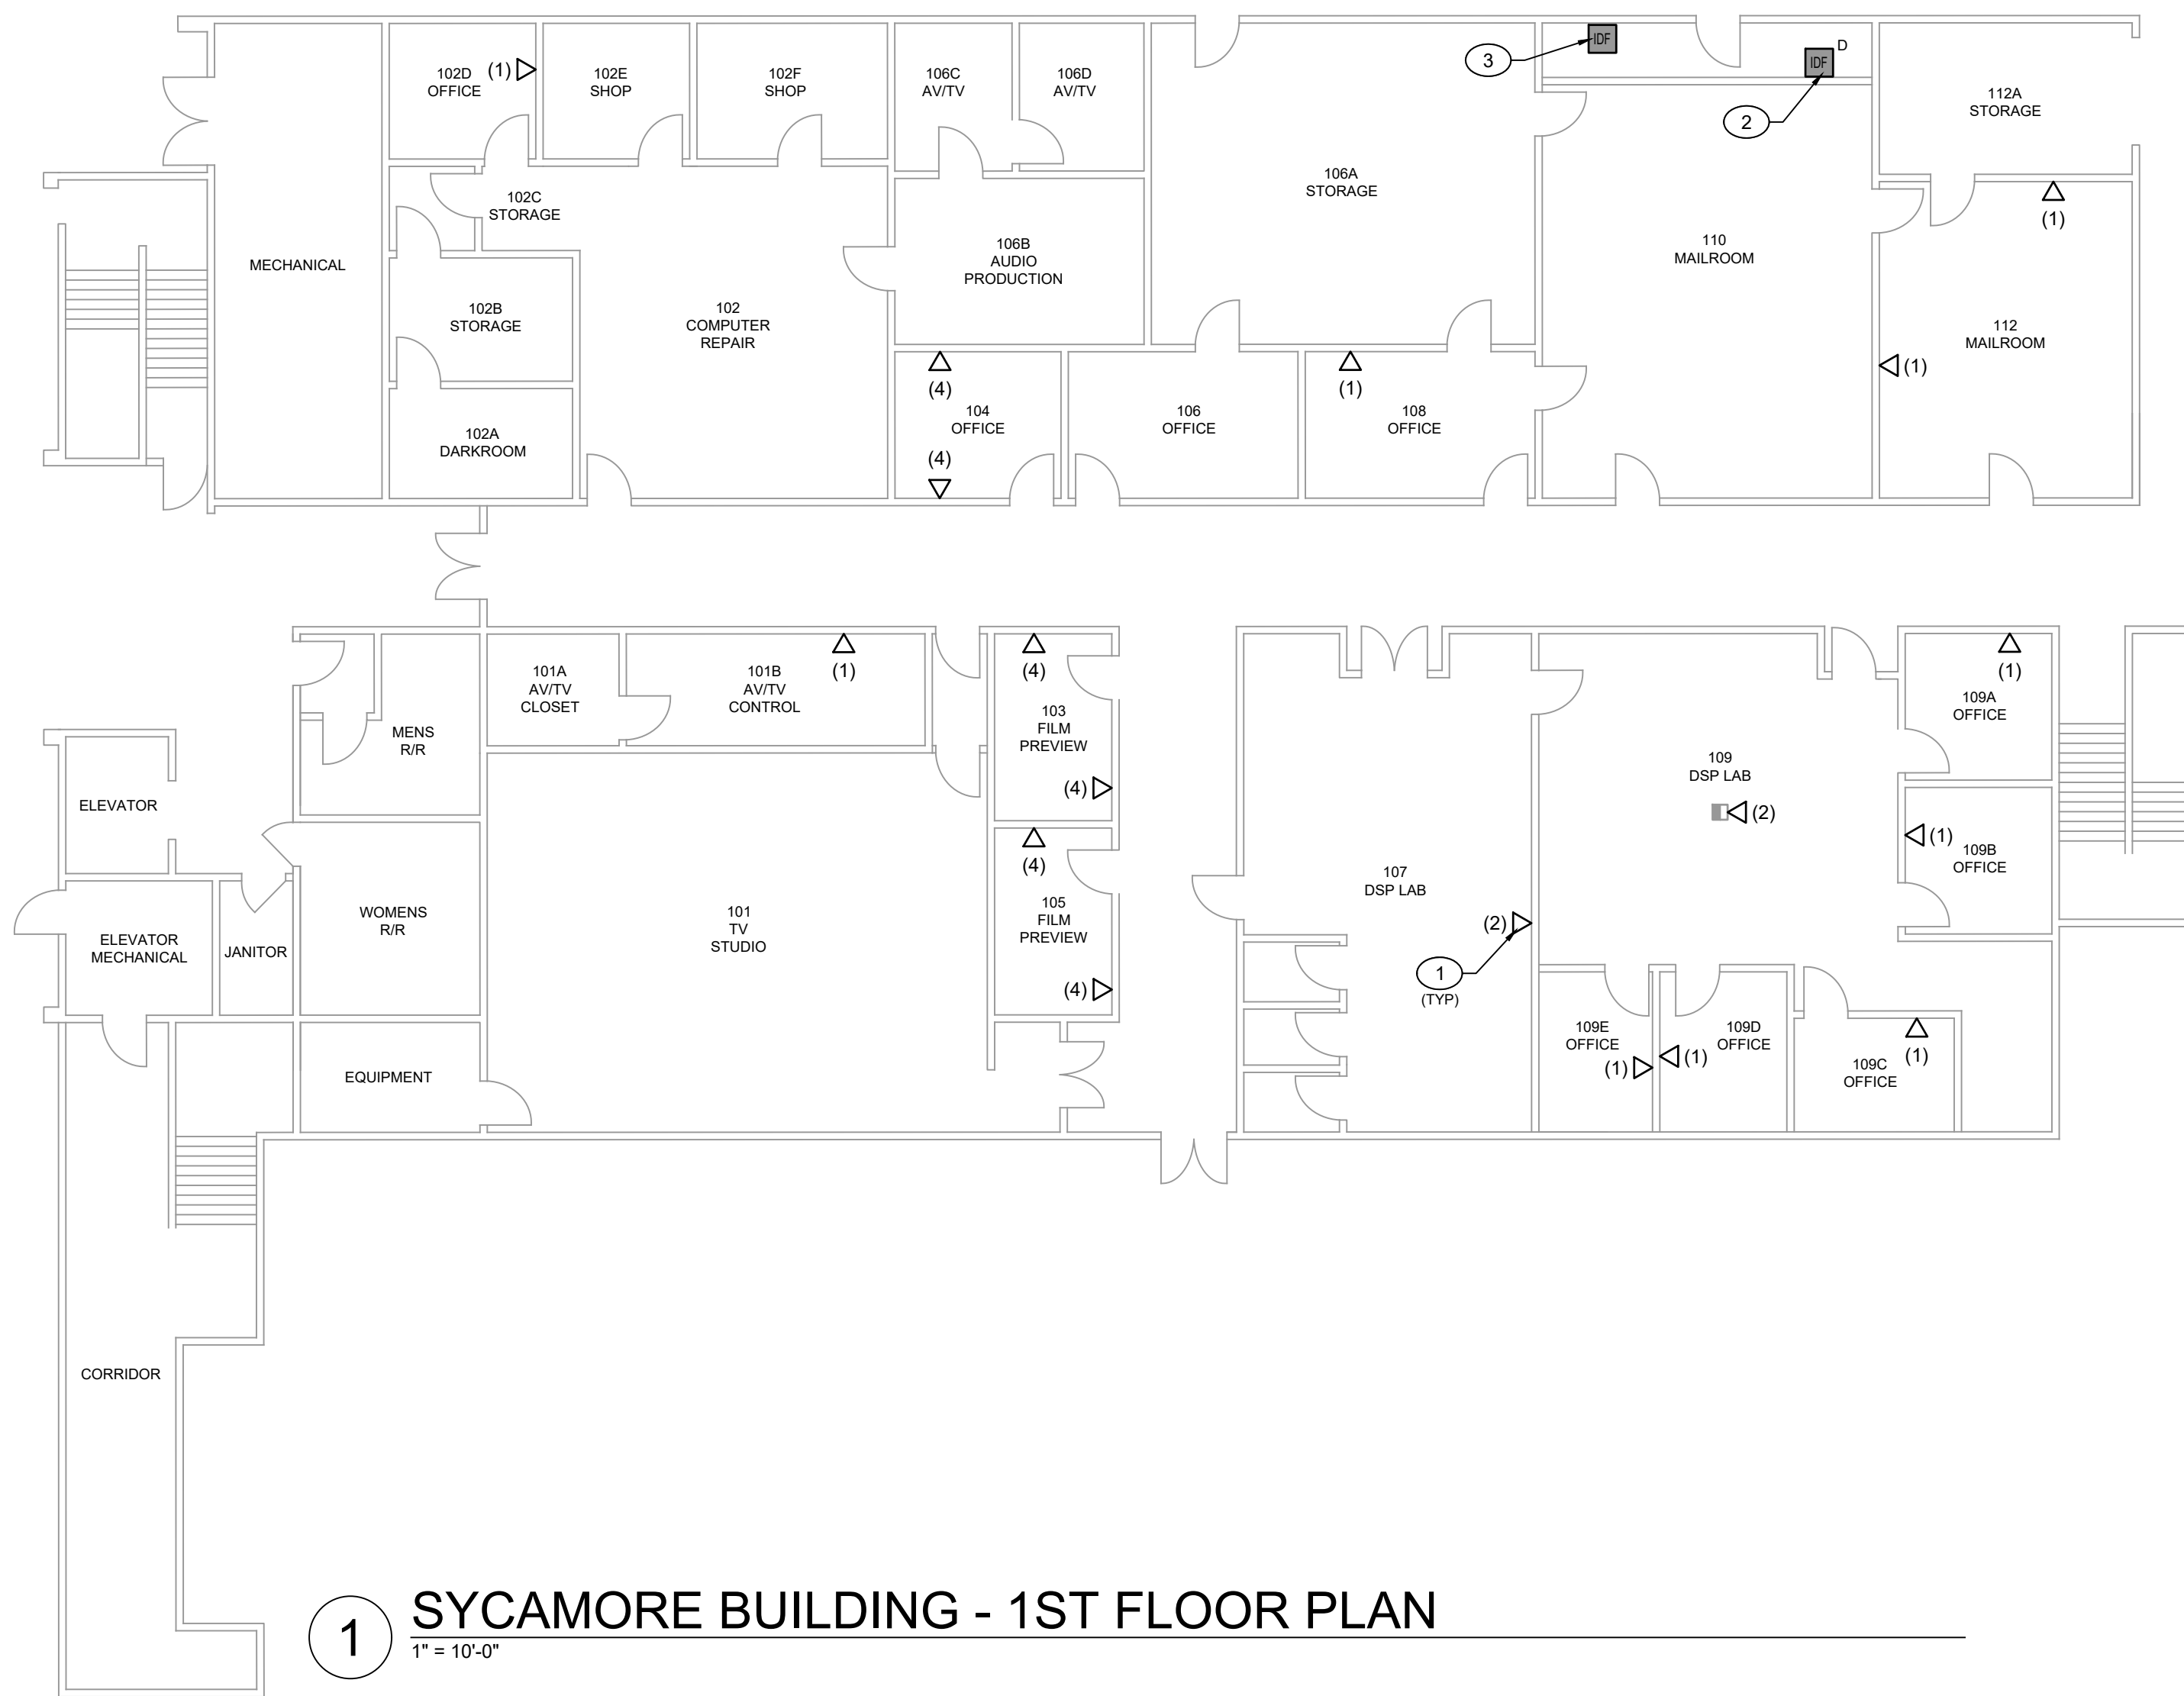 102D
OFFICE
(1)
102E
SHOP
102F
SHOP
106C
AV/TV
106D
AV/TV
3
IDF
IDF
D
2
112A
STORAGE
102C
STORAGE
106A
STORAGE
(1)
MECHANICAL
106B
AUDIO
PRODUCTION
110
MAILROOM
102B
STORAGE
102
COMPUTER
REPAIR
112
MAILROOM
(1)
(4)
104
OFFICE
(4)
106
OFFICE
(1)
108
OFFICE
102A
DARKROOM
101A
AV/TV
CLOSET
101B
AV/TV
CONTROL
(1)
(4)
103
FILM
PREVIEW
(4)
(1)
109A
OFFICE
MENS
R/R
109
DSP LAB
(2)
ELEVATOR
(4)
105
FILM
PREVIEW
(4)
107
DSP LAB
(1)
109B
OFFICE
WOMENS
R/R
101
TV
STUDIO
(2)
1
(TYP)
ELEVATOR
MECHANICAL
JANITOR
109E
OFFICE
(1)
109D
OFFICE
(1)
109C
OFFICE
(1)
EQUIPMENT
CORRIDOR
1
SYCAMORE BUILDING - 1ST FLOOR PLAN
1" = 10'-0"